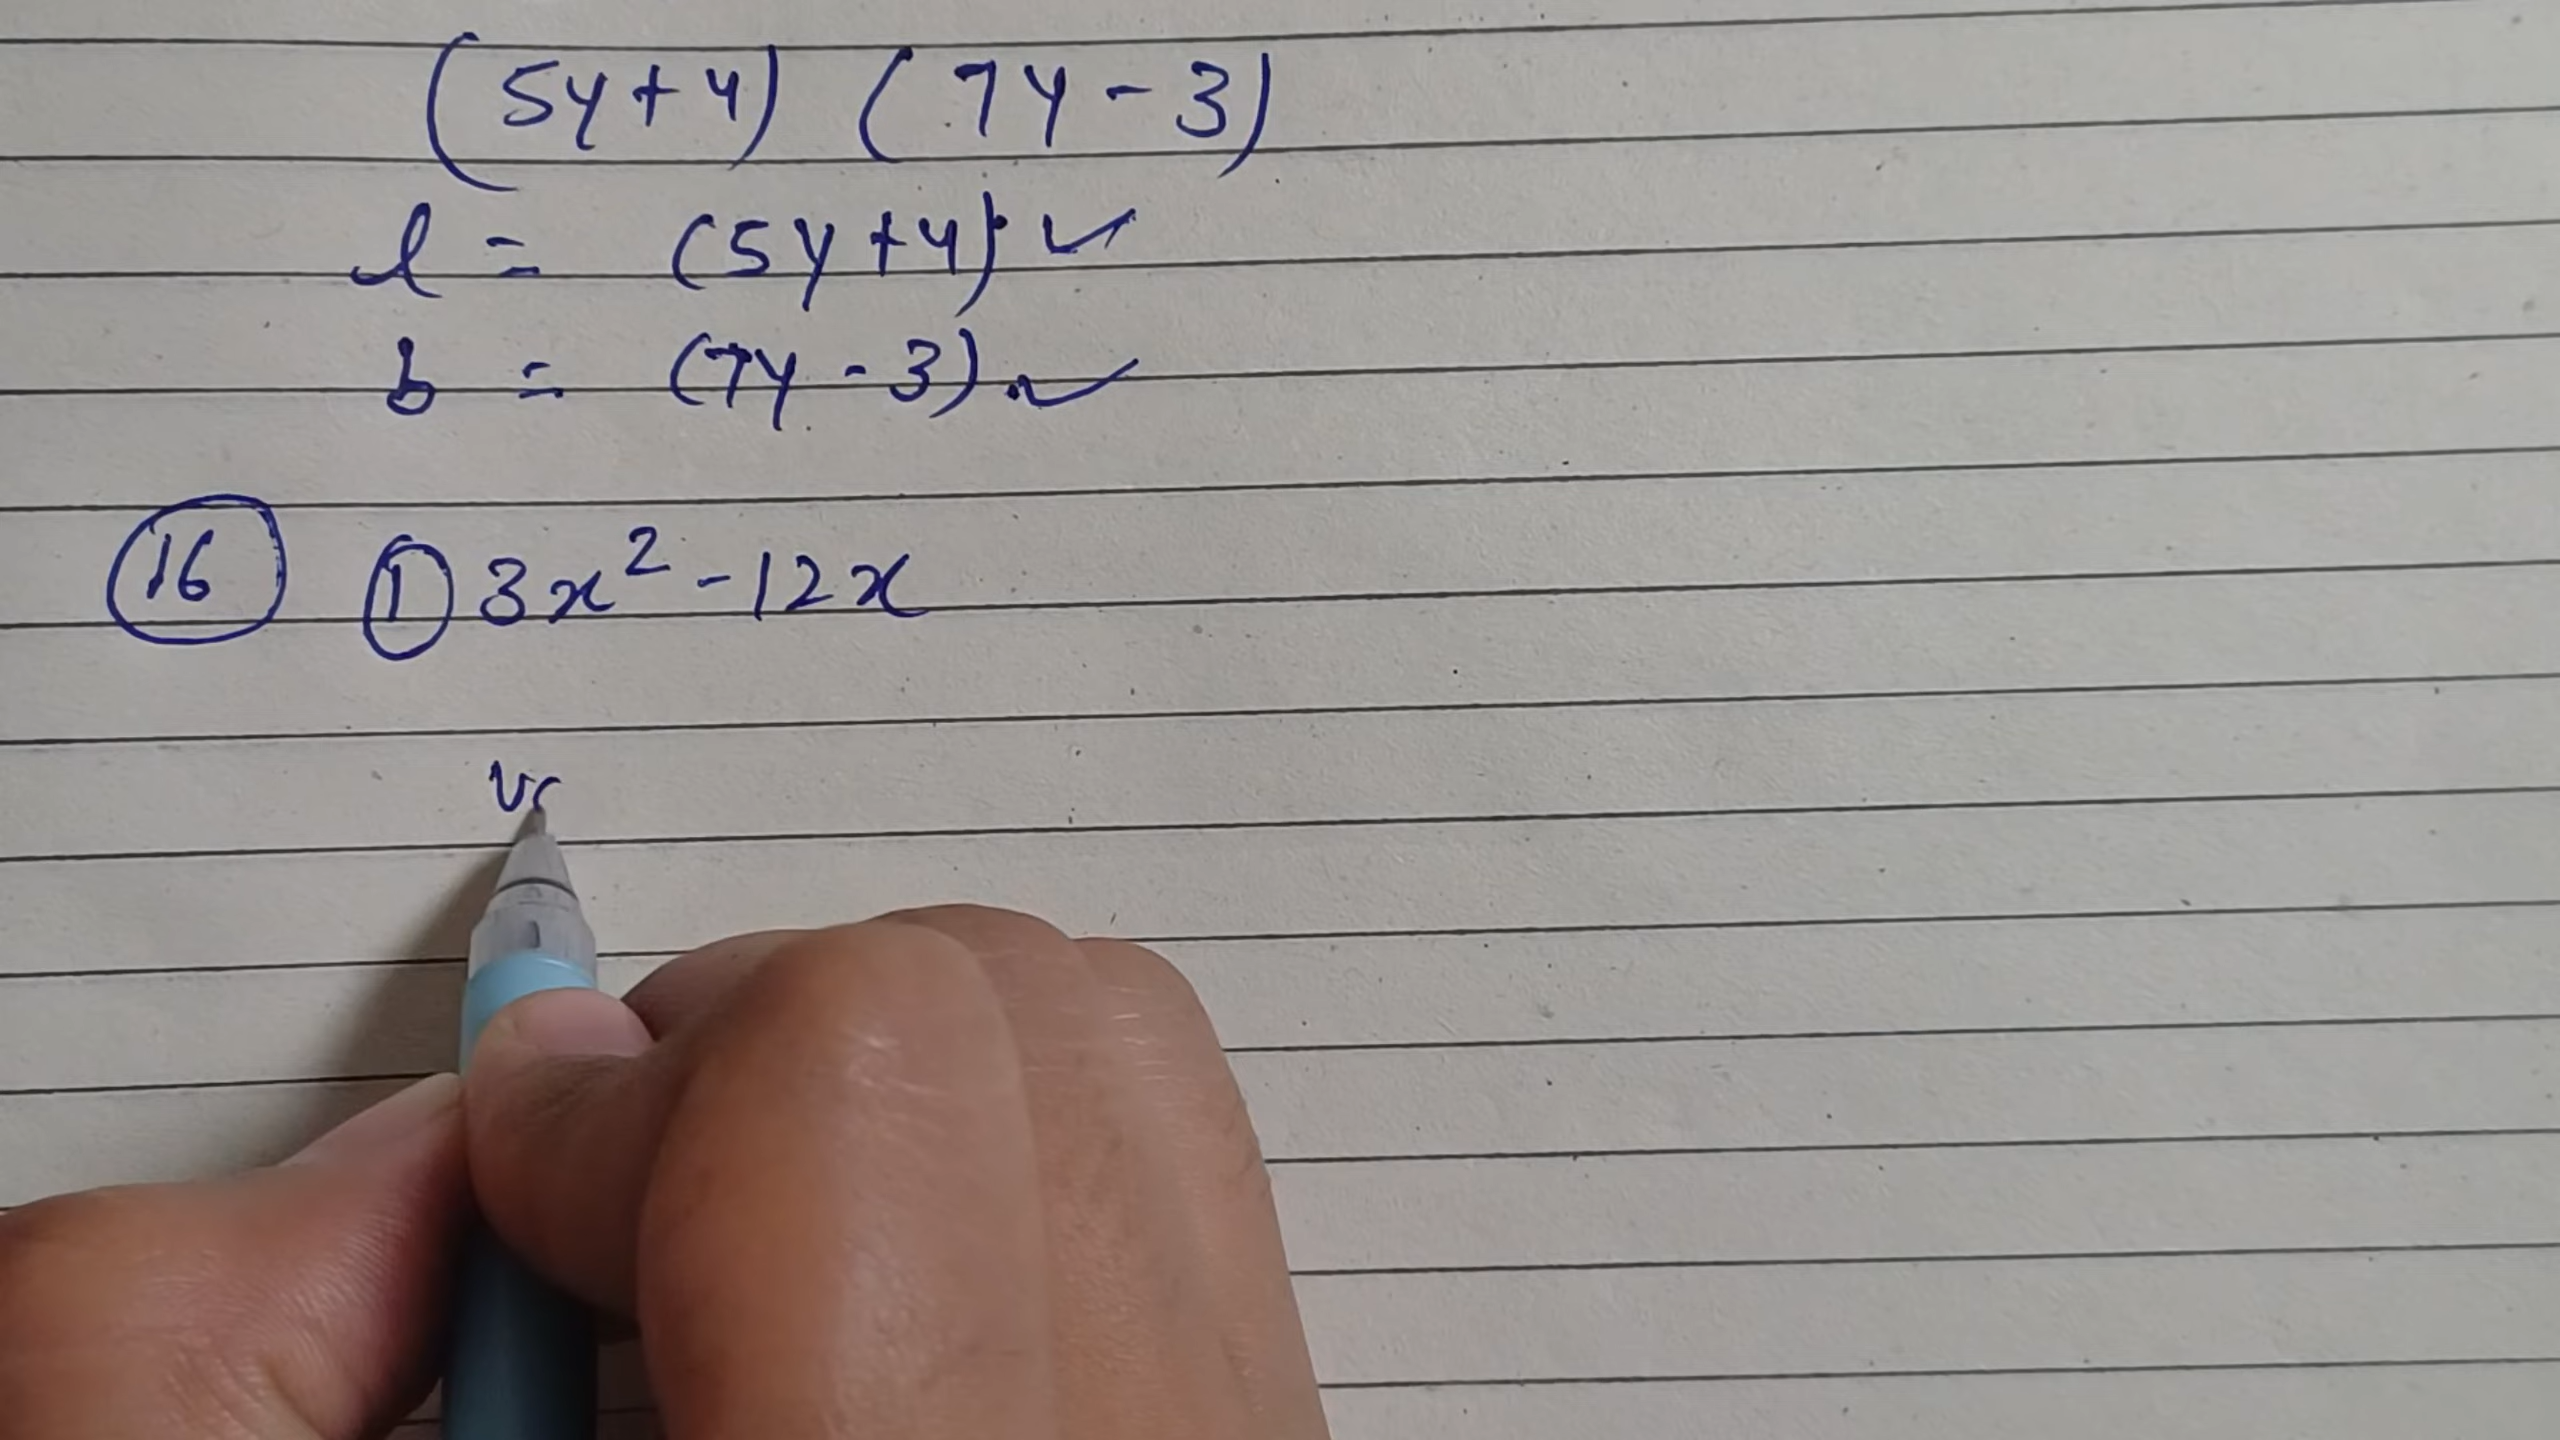 (5y+4) (7y-3)
l = (5y+4) ✓
b = (7y-3). ✓
16 1 3x² - 12x